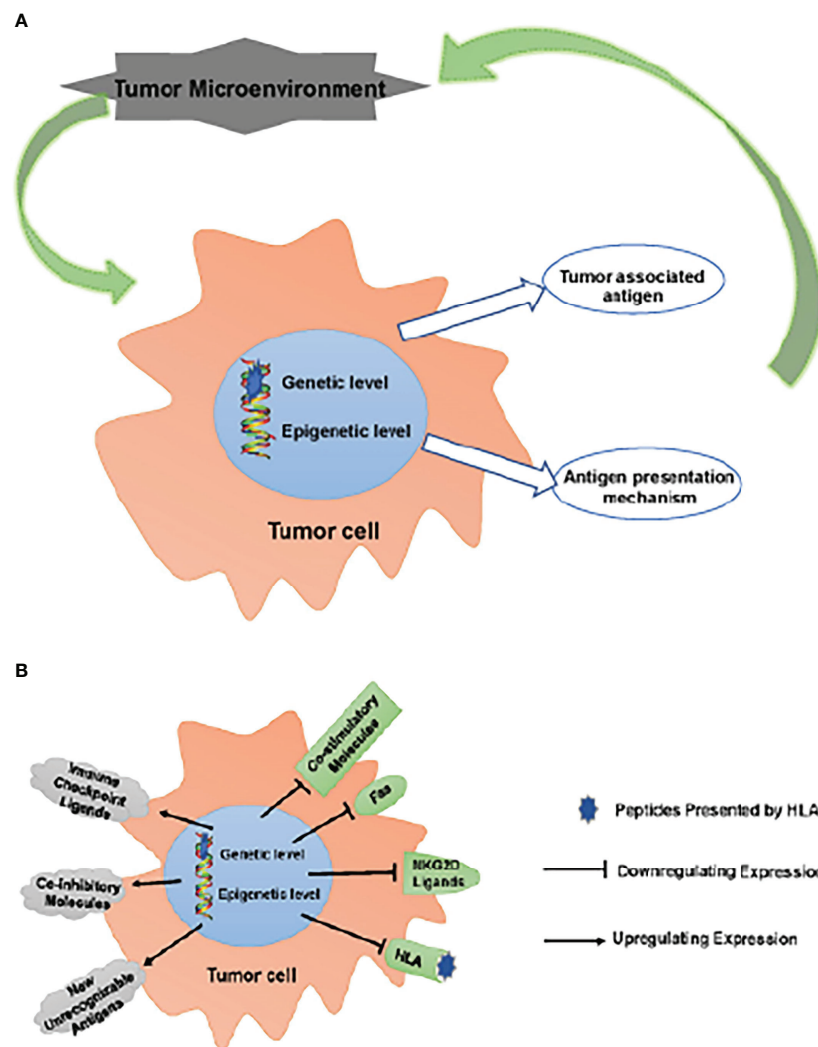 A
Tumor Microenvironment
Tumor associated
antigen
Genetic level
Epigenetic level
Antigen presentation
mechanism
Tumor cell
B
Co-stimulatory
Molecules
Immune
Checkpoint
Ligands
Fas
Peptides Presented by HLA
Genetic level
NKG2D
Ligands
Downregulating Expression
Co-inhibitory
Molecules
Epigenetic level
HLA
Upregulating Expression
New
Unrecognizable
Antigens
Tumor cell